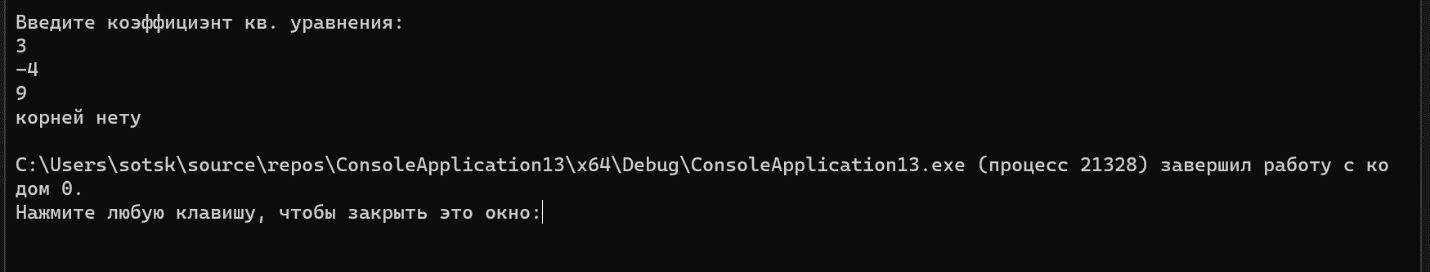 Введите коэффициэнт кв. уравнения:
3
-4
9
корней нету
C:\Users\sotsk\source\repos\ConsoleApplication13\x64\Debug\ConsoleApplication13.exe (процесс 21328) завершил работу с ко
дом 0.
Нажмите любую клавишу, чтобы закрыть это окно: